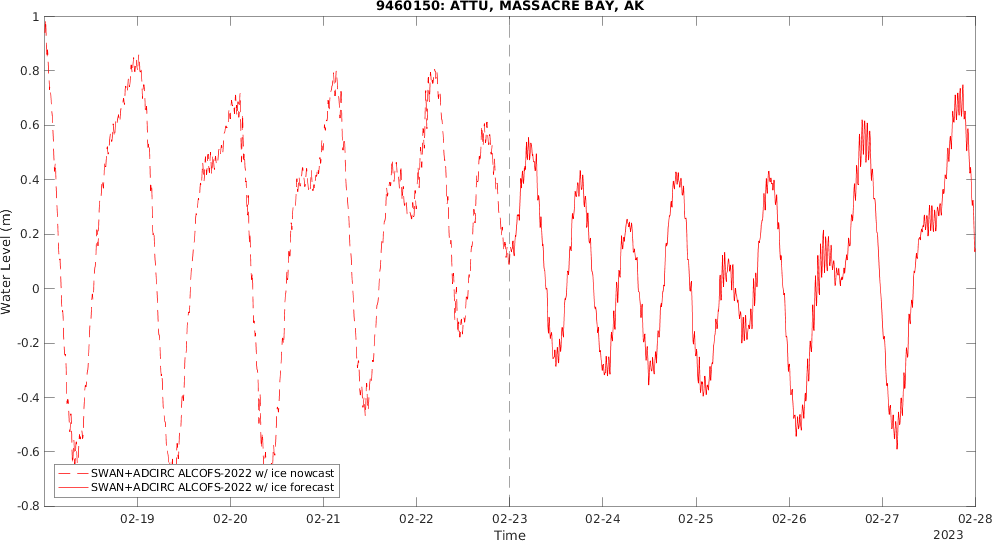 9460150: ATTU, MASSACRE BAY, AK
1
0.8
0.6
0.4
0.2
0
-0.2
-0.4
-0.6
-0.8
Water Level (m)
SWAN+ADCIRC ALCOFS-2022 w/ ice nowcast
SWAN+ADCIRC ALCOFS-2022 w/ ice forecast
02-19 02-20 02-21 02-22 02-23 02-24 02-25 02-26 02-27 02-28
Time
2023